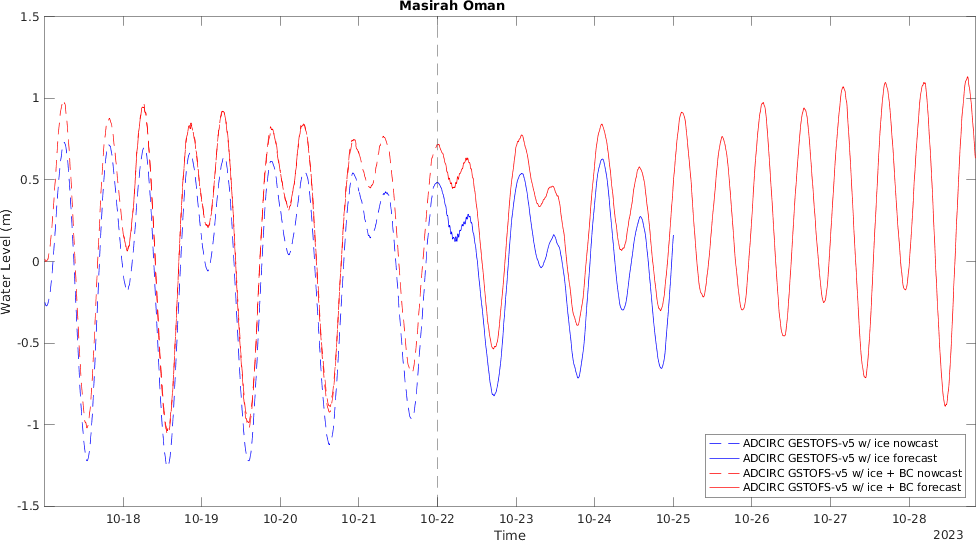 Masirah Oman
1.5
1
0.5
0
-0.5
-1
-1.5
Water Level (m)
10-18 10-19 10-20 10-21 10-22 10-23 10-24 10-25 10-26 10-27 10-28
Time
2023
ADCIRC GESTOFS-v5 w/ ice nowcast
ADCIRC GESTOFS-v5 w/ ice forecast
ADCIRC GSTOFS-v5 w/ ice + BC nowcast
ADCIRC GSTOFS-v5 w/ ice + BC forecast